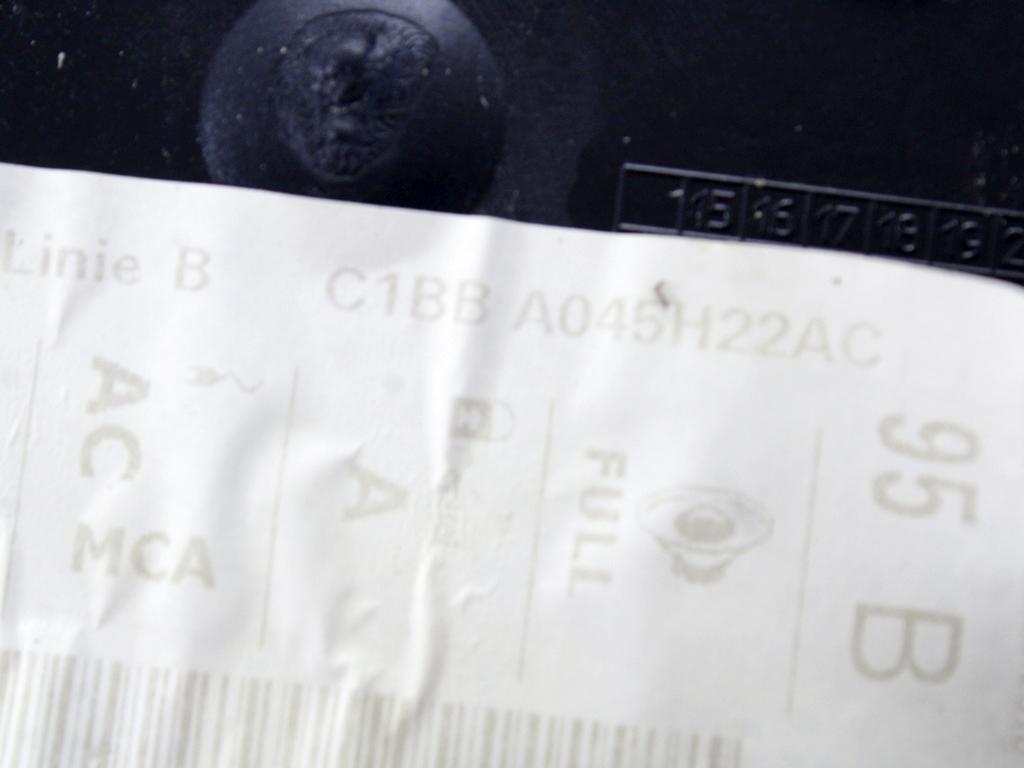 15 16 17 18 19
Linie B C1BB A045H22AC
AC
MCA
A
FULL
95 B